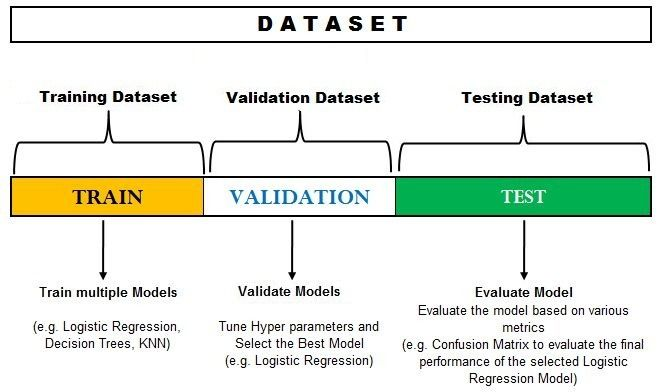 DATASET
Training Dataset
Validation Dataset
Testing Dataset
TRAIN
VALIDATION
TEST
Train multiple Models
(e.g. Logistic Regression,
Decision Trees, KNN)
Validate Models
Tune Hyper parameters and
Select the Best Model
(e.g. Logistic Regression)
Evaluate Model
Evaluate the model based on various
metrics
(e.g. Confusion Matrix to evaluate the final
performance of the selected Logistic
Regression Model)